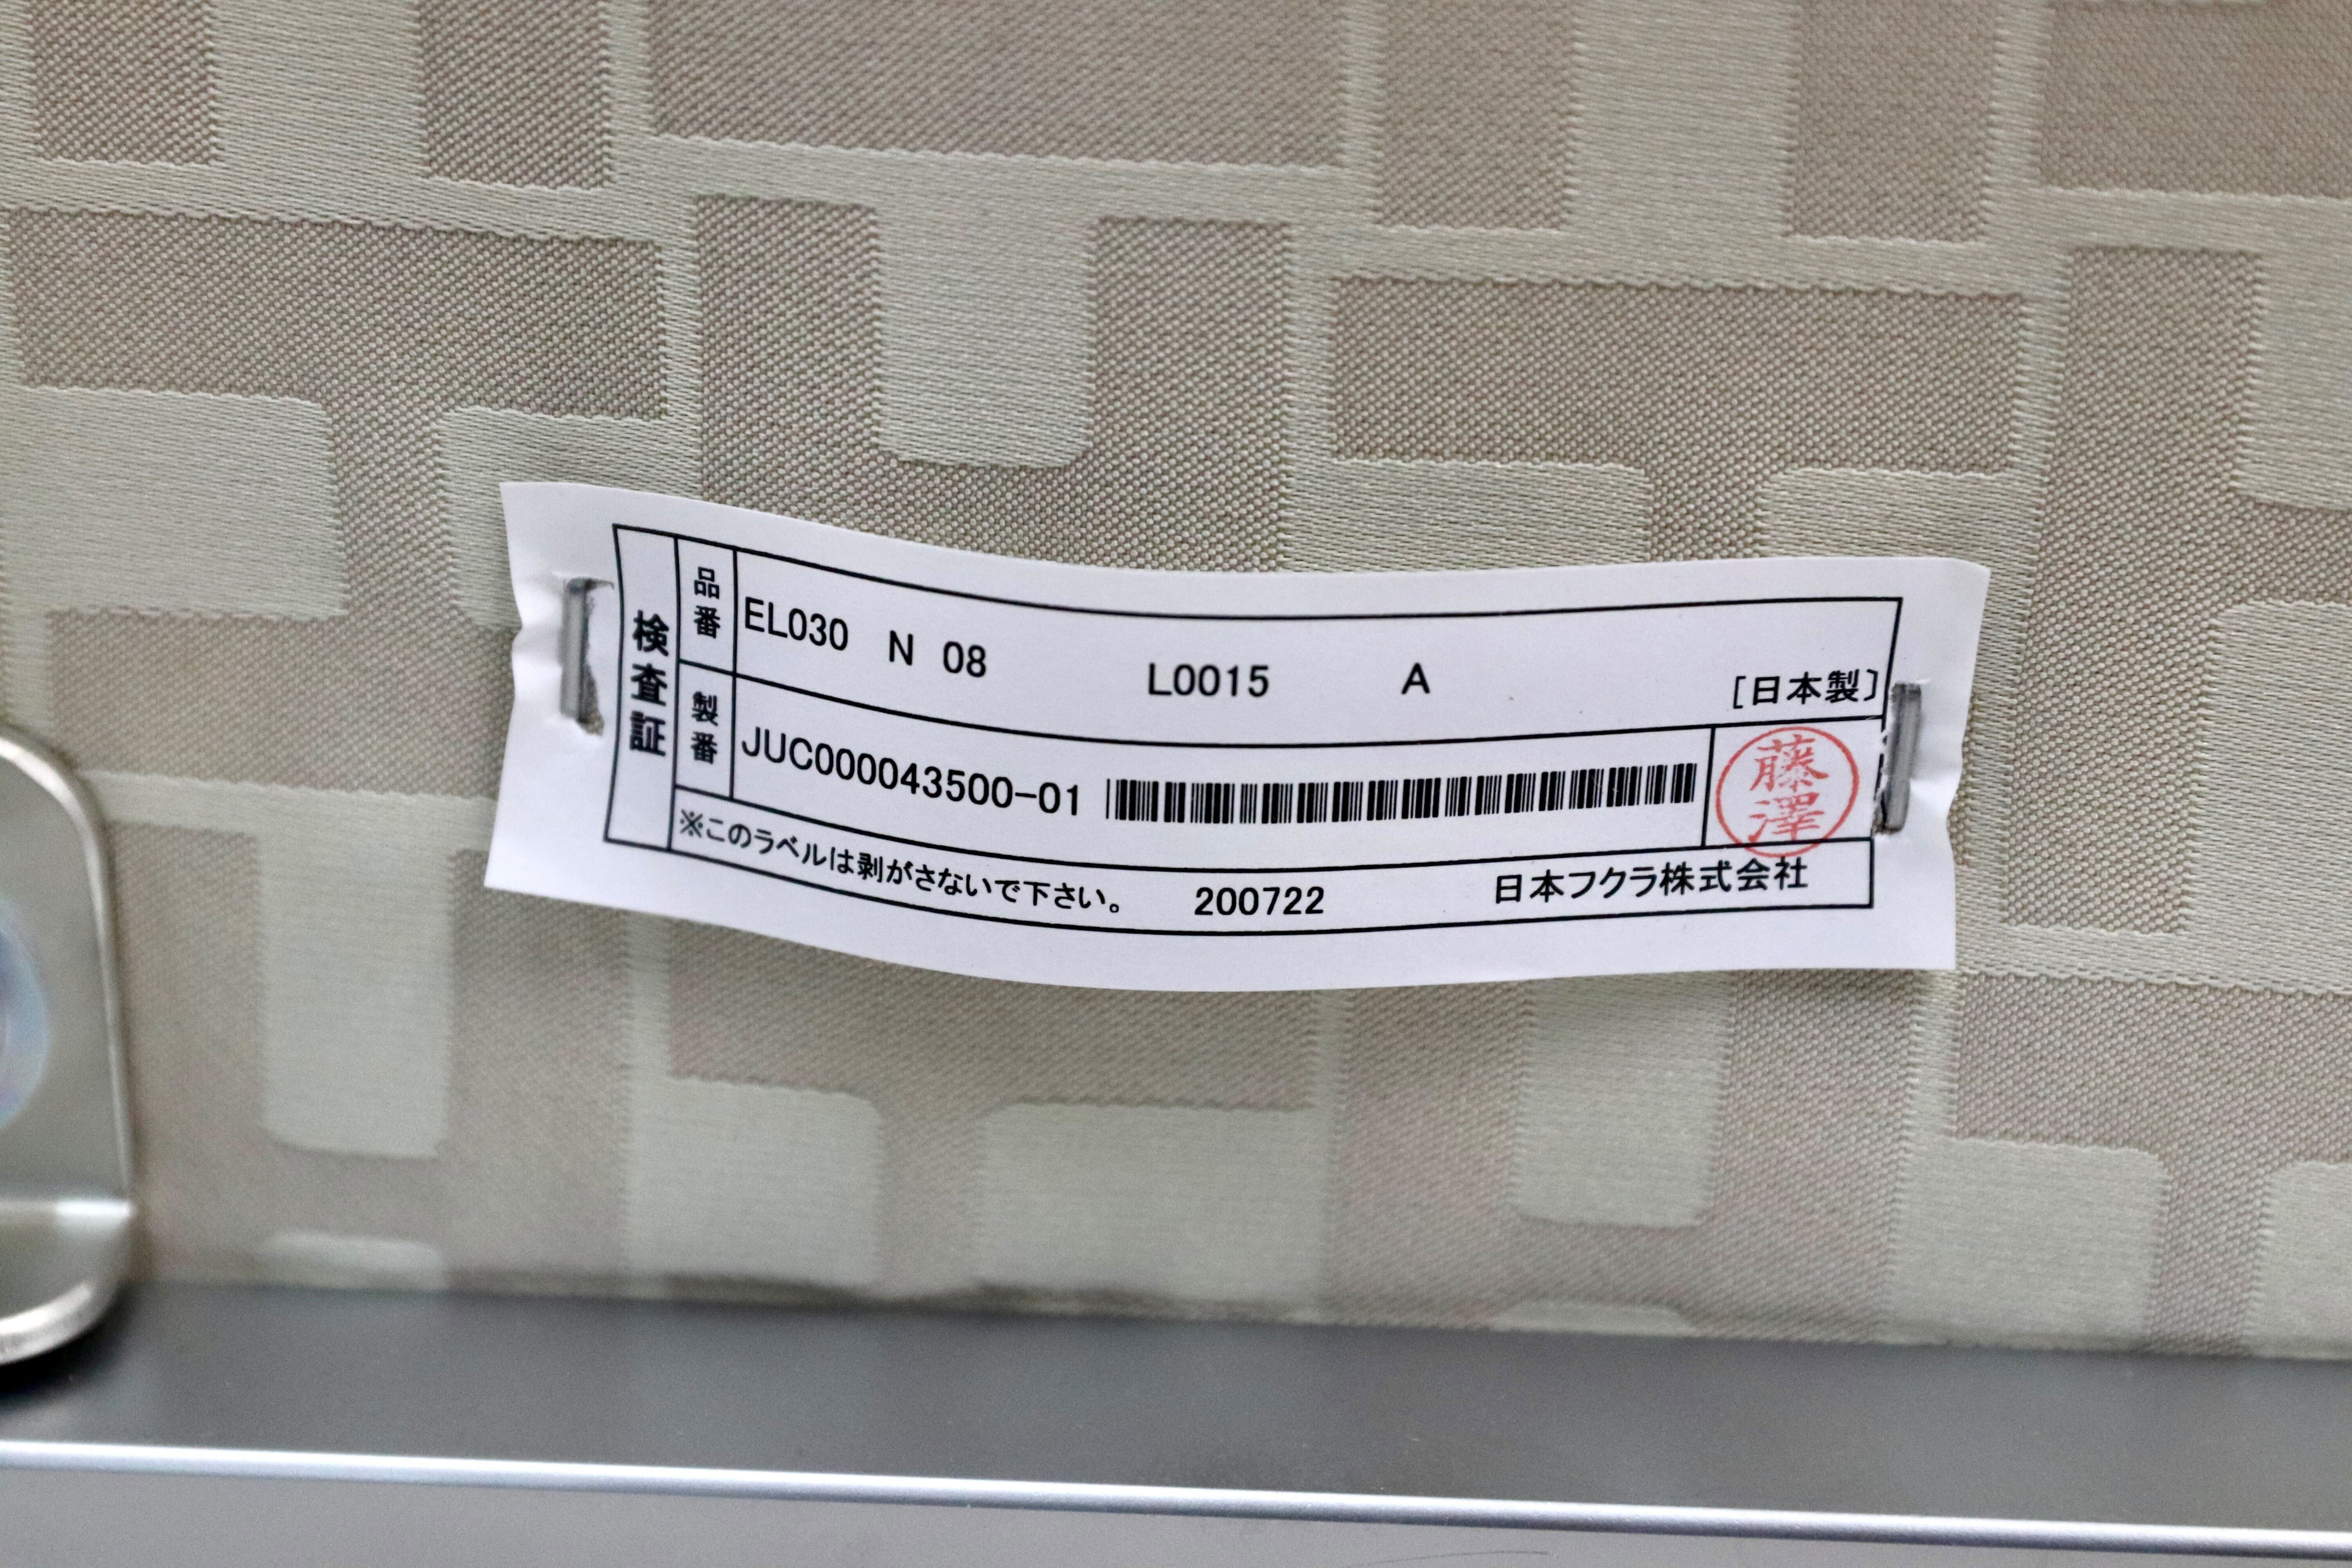 検査証
品番 EL030 N 08 L0015 A [日本製]
製番 JUC000043500-01
藤澤
※このラベルは剥がさないで下さい。 200722 日本フクラ株式会社